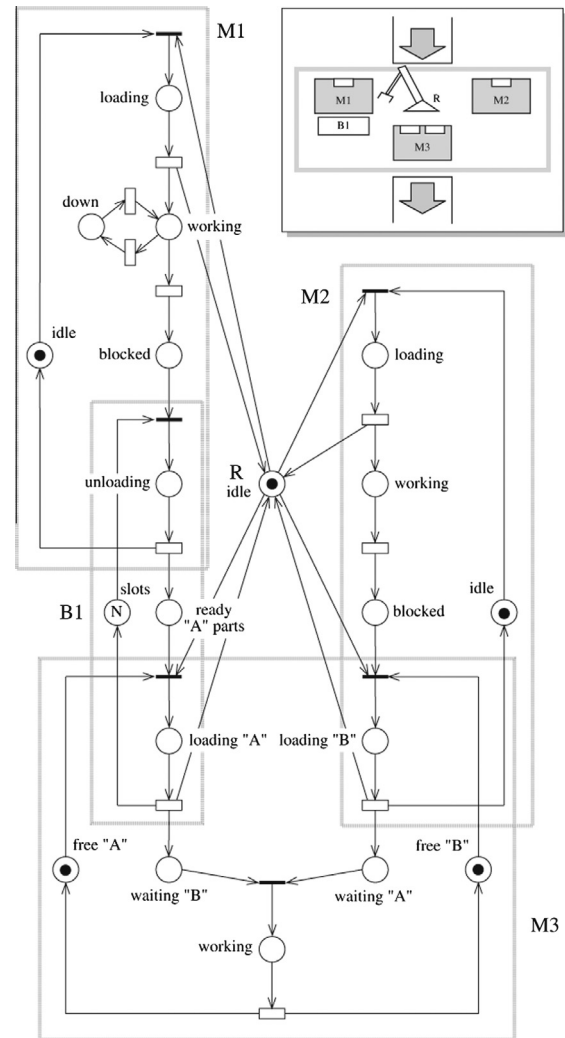 M1
loading
down
working
idle
blocked
unloading
slots
B1
N
ready
"A" parts
loading "A"
R
idle
M1
B1
R
M2
M3
M2
loading
working
blocked
idle
loading "B"
free "A"
waiting "B"
free "B"
waiting "A"
working
M3